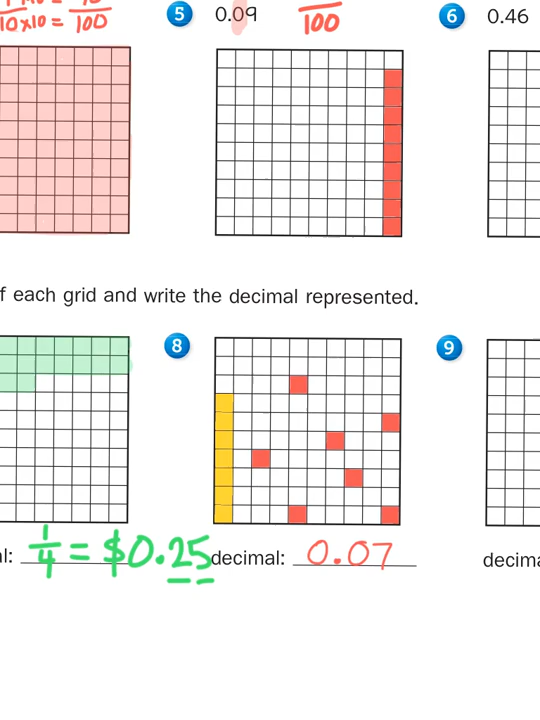 10x10 = 100
5 0.09 100
6 0.46
f each grid and write the decimal represented.
8
9
al: 1/4 = $0.25
decimal: 0.07
decima